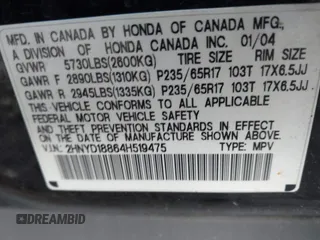 MFD. IN CANADA BY HONDA OF CANADA MFG.,
A DIVISION OF HONDA CANADA INC. 01/04
GVWR 5730LBS(2600KG) TIRE SIZE RIM SIZE
GAWR F 2890LBS(1310KG) P235/65R17 103T 17X6.5JJ
GAWR R 2945LBS(1335KG) P235/65R17 103T 17X6.5JJ
THIS VEHICLE CONFORMS TO ALL APPLICABLE
FEDERAL MOTOR VEHICLE SAFETY AND
THEFT PREVENTION STANDARDS IN EFFECT ON THE
DATE OF MANUFACTURE SHOWN ABOVE.
V.I.N.: 2HNYD18864H519475 TYPE: MPV
DREAMBID